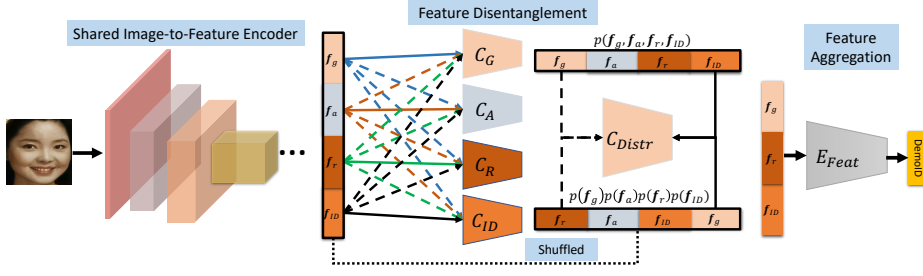 Shared Image-to-Feature Encoder
Feature Disentanglement
Feature
Aggregation
f_g
f_a
f_r
f_ID
C_G
C_A
C_R
C_ID
p(f_g, f_a, f_r, f_ID)
f_g f_a f_r f_ID
C_Distr
p(f_g)p(f_a)p(f_r)p(f_ID)
f_r f_a f_ID f_g
Shuffled
f_g
f_r
f_ID
E_Feat
DemoID